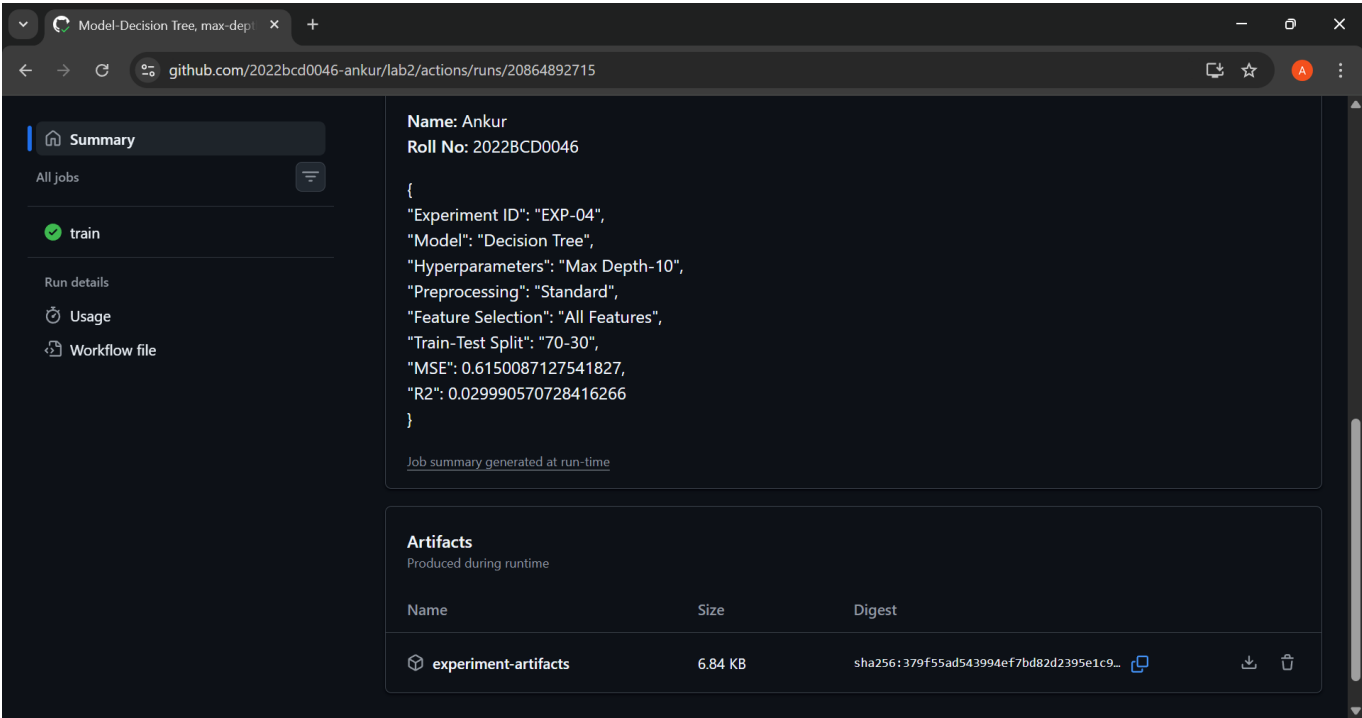 Model-Decision Tree, max-dept
github.com/2022bcd0046-ankur/lab2/actions/runs/20864892715
A
Summary
All jobs
train
Run details
Usage
Workflow file
Name: Ankur
Roll No: 2022BCD0046
{
"Experiment ID": "EXP-04",
"Model": "Decision Tree",
"Hyperparameters": "Max Depth-10",
"Preprocessing": "Standard",
"Feature Selection": "All Features",
"Train-Test Split": "70-30",
"MSE": 0.6150087127541827,
"R2": 0.029990570728416266
}
Job summary generated at run-time
Artifacts
Produced during runtime
Name Size Digest
experiment-artifacts 6.84 KB sha256:379f55ad543994ef7bd82d2395e1c9…